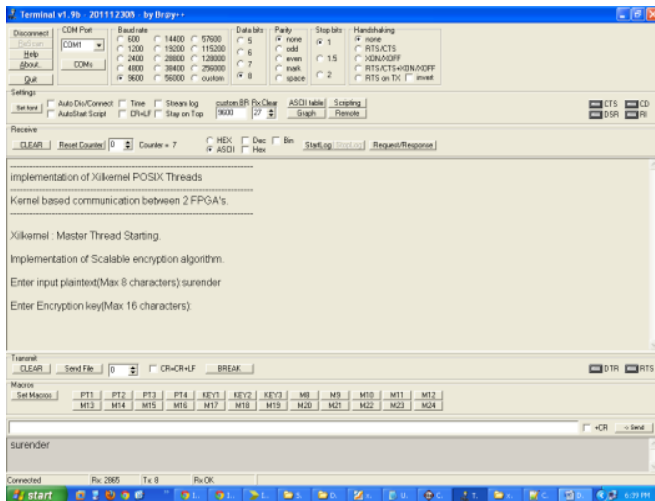 Terminal v1.9b - 20111230ß - by Br@y++
Disconnect
ReScan
Help
About..
Quit
COM Port
COM1
COMs
Baud rate
600 14400 57600
1200 19200 115200
2400 28800 128000
4800 38400 256000
9600 56000 custom
Data bits
5
6
7
8
Parity
none
odd
even
mark
space
Stop bits
1
1.5
2
Handshaking
none
RTS/CTS
XON/XOFF
RTS/CTS+XON/XOFF
RTS on TX invert
Settings
Set font
Auto Dis/Connect Time Stream log
AutoStart Script CR=LF Stay on Top
custom BR Rx Clear
9600 27
ASCII table Scripting
Graph Remote
CTS CD
DSR RI
Receive
CLEAR Reset Counter 0 Counter = 7
HEX Dec Bin
ASCII Hex
StartLog StopLog Request/Response
implementation of Xilkernel POSIX Threads
Kernel based communication between 2 FPGA's.
Xilkernel : Master Thread Starting.
Implementation of Scalable encryption algorithm.
Enter input plaintext(Max 8 characters):surender
Enter Encryption key(Max 16 characters):
Transmit
CLEAR Send File 0 CR=CR+LF BREAK
DTR RTS
Macros
Set Macros
PT1 PT2 PT3 PT4 KEY1 KEY2 KEY3 M8 M9 M10 M11 M12
M13 M14 M15 M16 M17 M18 M19 M20 M21 M22 M23 M24
+CR -> Send
surender
Connected Rx: 2865 Tx: 8 Rx OK
start
6:39 PM